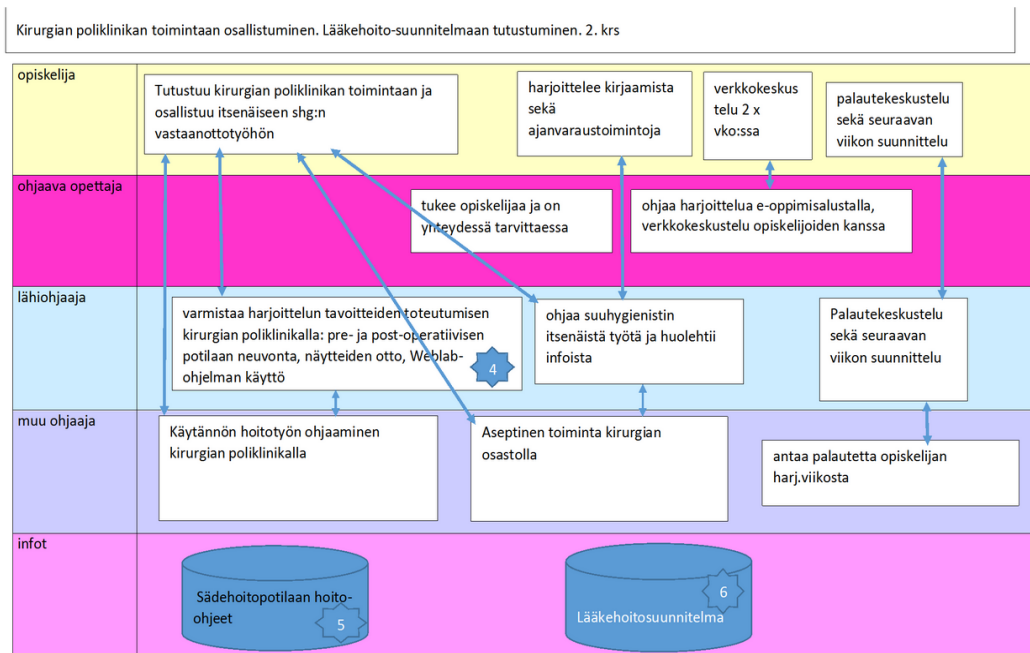 Kirurgian poliklinikan toimintaan osallistuminen. Lääkehoito-suunnitelmaan tutustuminen. 2. krs
opiskelija
Tutustuu kirurgian poliklinikan toimintaan ja
osallistuu itsenäiseen shg:n
vastaanottotyöhön
harjoittelee kirjaamista
sekä
ajanvaraustoimintoja
verkkokeskus
telu 2 x
vko:ssa
palautekeskustelu
sekä seuraavan
viikon suunnittelu
ohjaava opettaja
tukee opiskelijaa ja on
yhteydessä tarvittaessa
ohjaa harjoittelua e-oppimisalustalla,
verkkokeskustelu opiskelijoiden kanssa
lähiohjaaja
varmistaa harjoittelun tavoitteiden toteutumisen
kirurgian poliklinikalla: pre- ja post-operatiivisen
potilaan neuvonta, näytteiden otto, Weblab-
ohjelman käyttö
4
ohjaa suuhygienistin
itsenäistä työtä ja huolehtii
infoista
Palautekeskustelu
sekä seuraavan
viikon suunnittelu
muu ohjaaja
Käytännön hoitotyön ohjaaminen
kirurgian poliklinikalla
Aseptinen toiminta kirurgian
osastolla
antaa palautetta opiskelijan
harj.viikosta
infot
Sädehoitopotilaan hoito-
ohjeet
5
6
Lääkehoitosuunnitelma